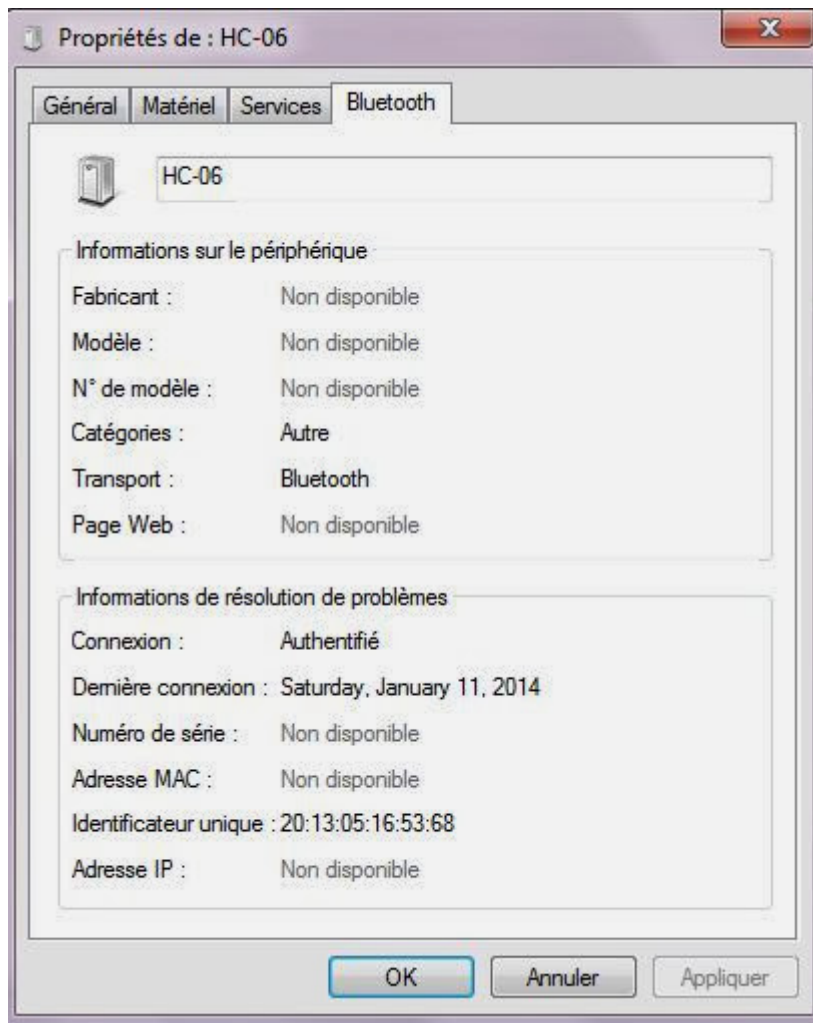 Propriétés de : HC-06
Général Matériel Services Bluetooth
HC-06
Informations sur le périphérique
Fabricant : Non disponible
Modèle : Non disponible
N° de modèle : Non disponible
Catégories : Autre
Transport : Bluetooth
Page Web : Non disponible
Informations de résolution de problèmes
Connexion : Authentifié
Dernière connexion : Saturday, January 11, 2014
Numéro de série : Non disponible
Adresse MAC : Non disponible
Identificateur unique : 20:13:05:16:53:68
Adresse IP : Non disponible
OK Annuler Appliquer